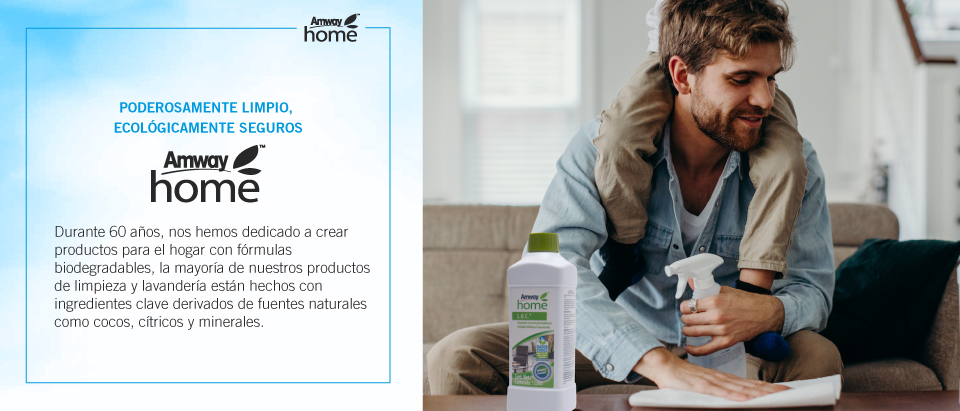 Amway
home™
PODEROSAMENTE LIMPIO,
ECOLÓGICAMENTE SEGUROS
Amway™
home
Durante 60 años, nos hemos dedicado a crear
productos para el hogar con fórmulas
biodegradables, la mayoría de nuestros productos
de limpieza y lavandería están hechos con
ingredientes clave derivados de fuentes naturales
como cocos, cítricos y minerales.
Amway
home
L.O.C.